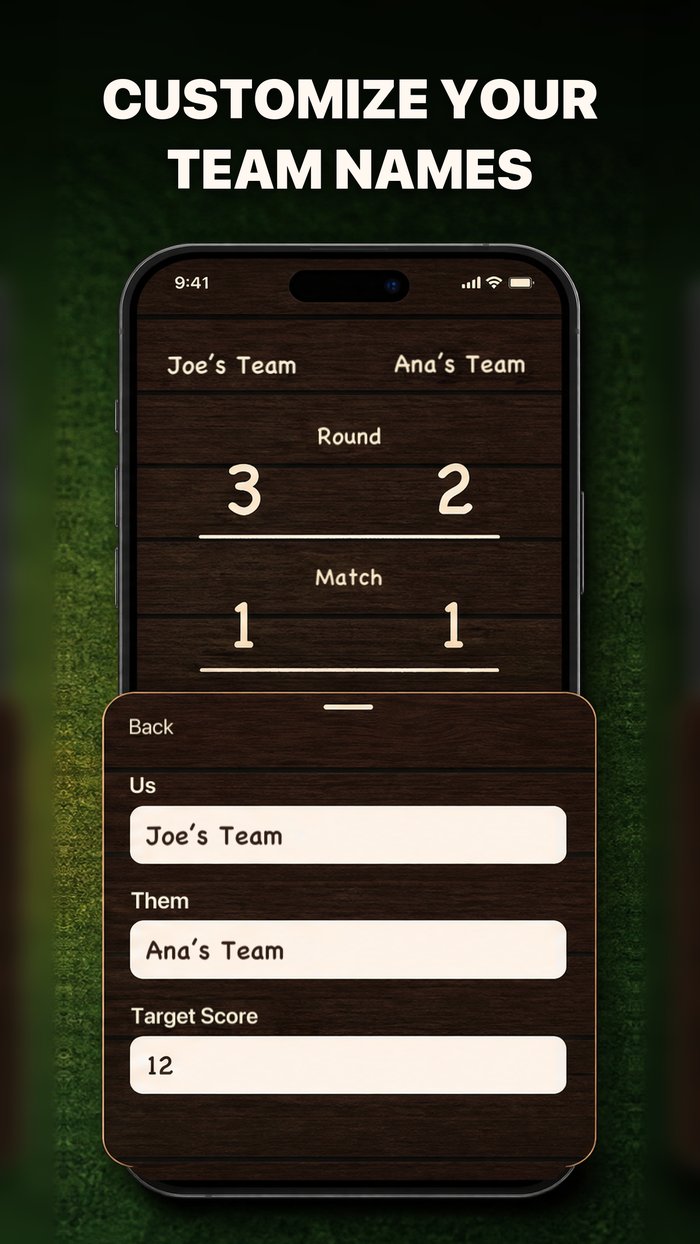 CUSTOMIZE YOUR
TEAM NAMES
9:41
Joe's Team Ana's Team
Round
3 2
Match
1 1
Back
Us
Joe's Team
Them
Ana's Team
Target Score
12